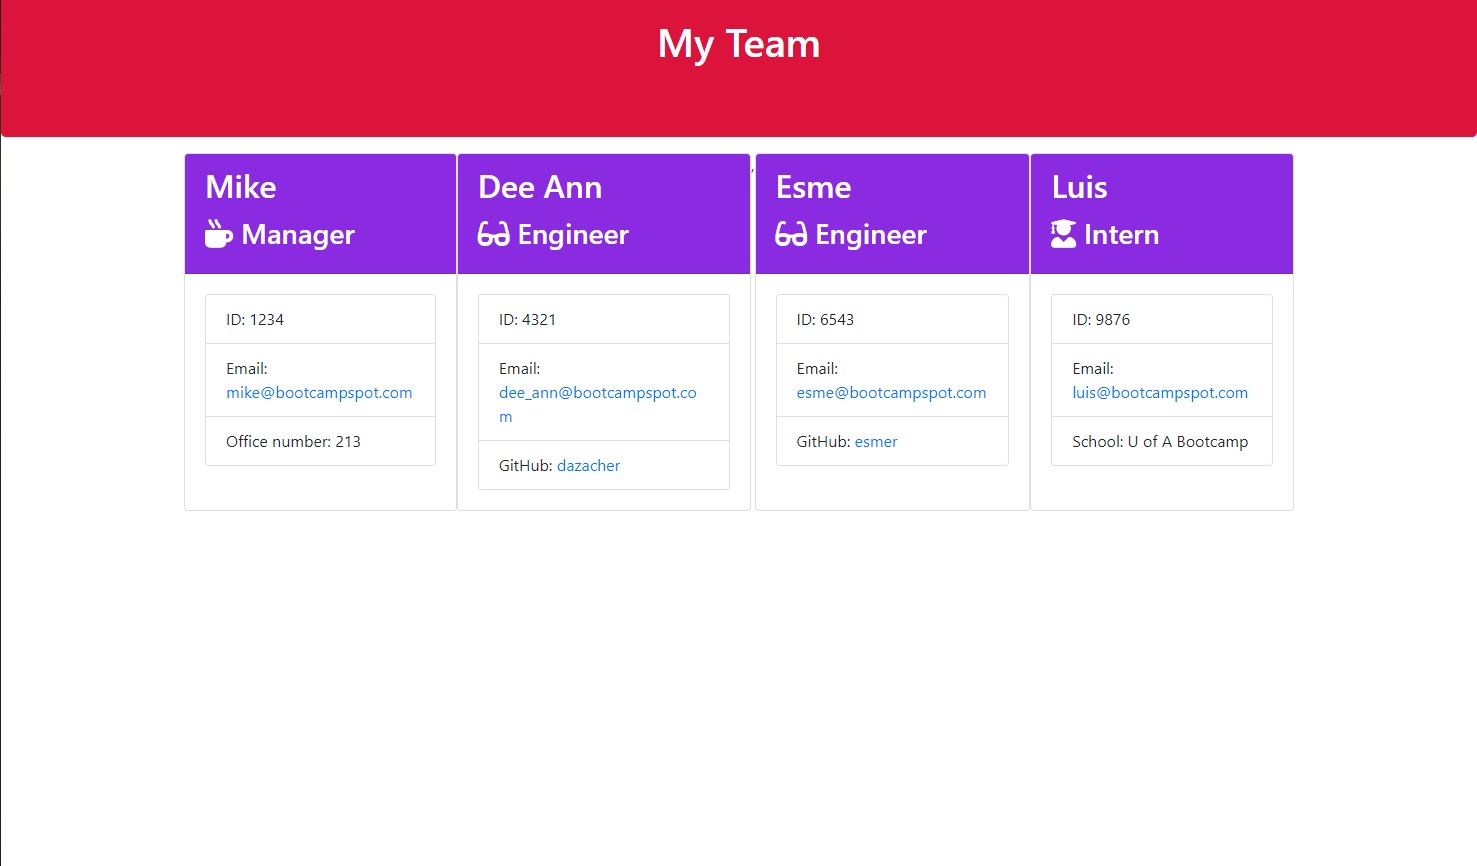 My Team
Mike
Manager
ID: 1234
Email:
mike@bootcampspot.com
Office number: 213
Dee Ann
Engineer
ID: 4321
Email:
dee_ann@bootcampspot.co
m
GitHub: dazacher
,
Esme
Engineer
ID: 6543
Email:
esme@bootcampspot.com
GitHub: esmer
Luis
Intern
ID: 9876
Email:
luis@bootcampspot.com
School: U of A Bootcamp